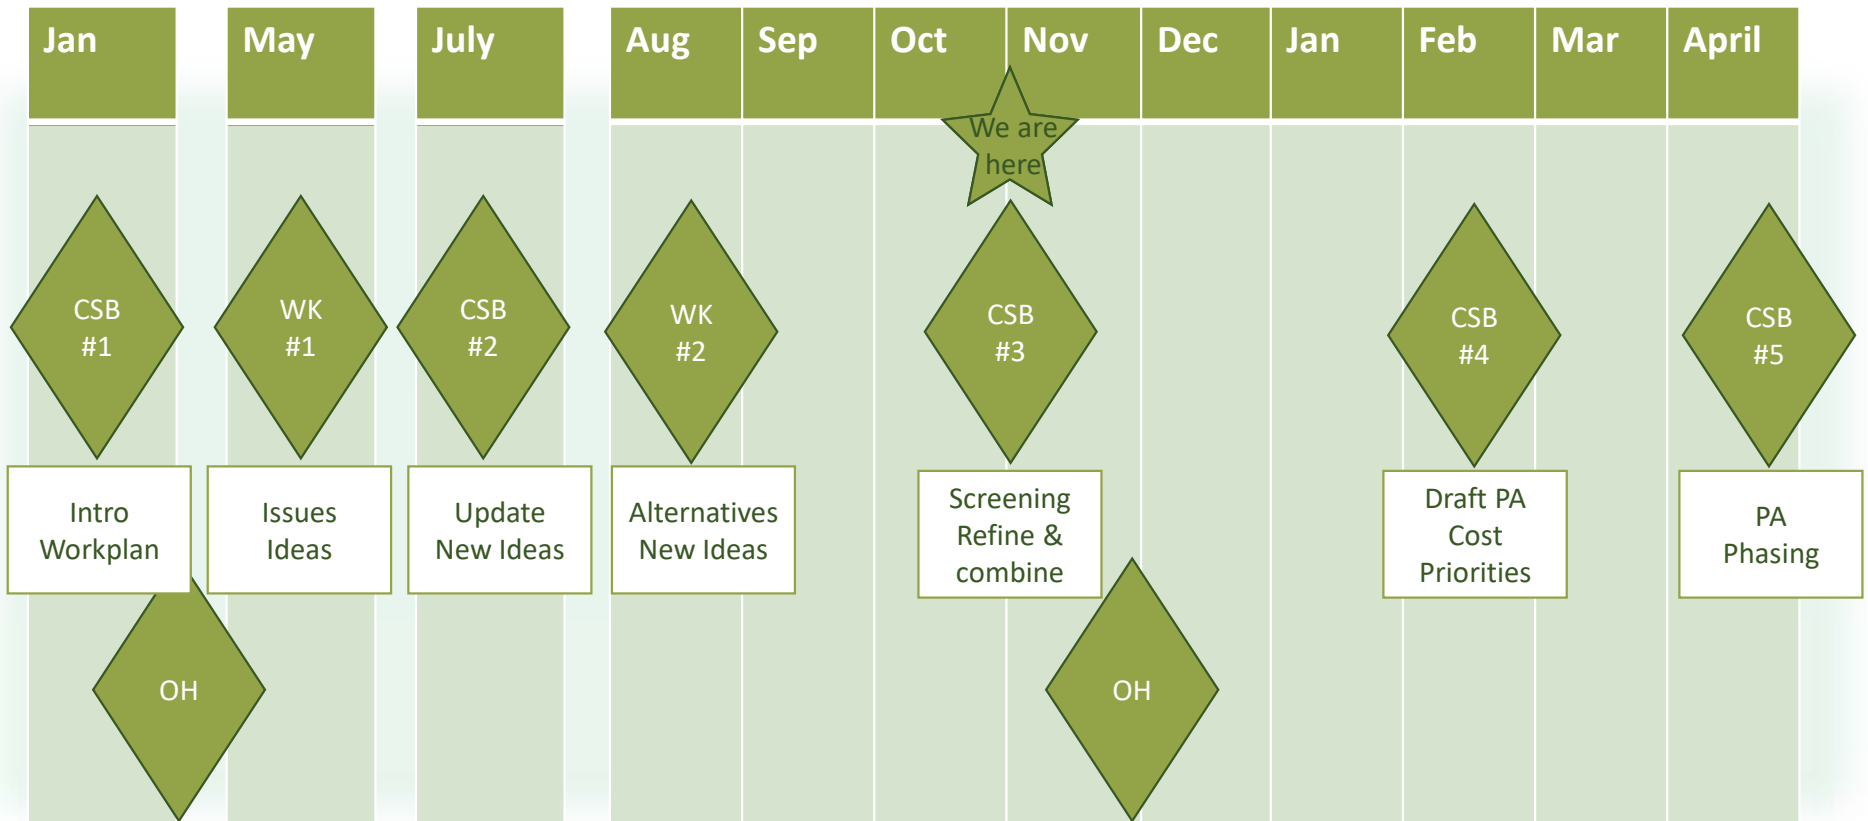 Jan
May
July
Aug
Sep
Oct
Nov
Dec
Jan
Feb
Mar
April
We are
here
CSB
#1
WK
#1
CSB
#2
WK
#2
CSB
#3
CSB
#4
CSB
#5
Intro
Workplan
Issues
Ideas
Update
New Ideas
Alternatives
New Ideas
Screening
Refine &
combine
Draft PA
Cost
Priorities
PA
Phasing
OH
OH